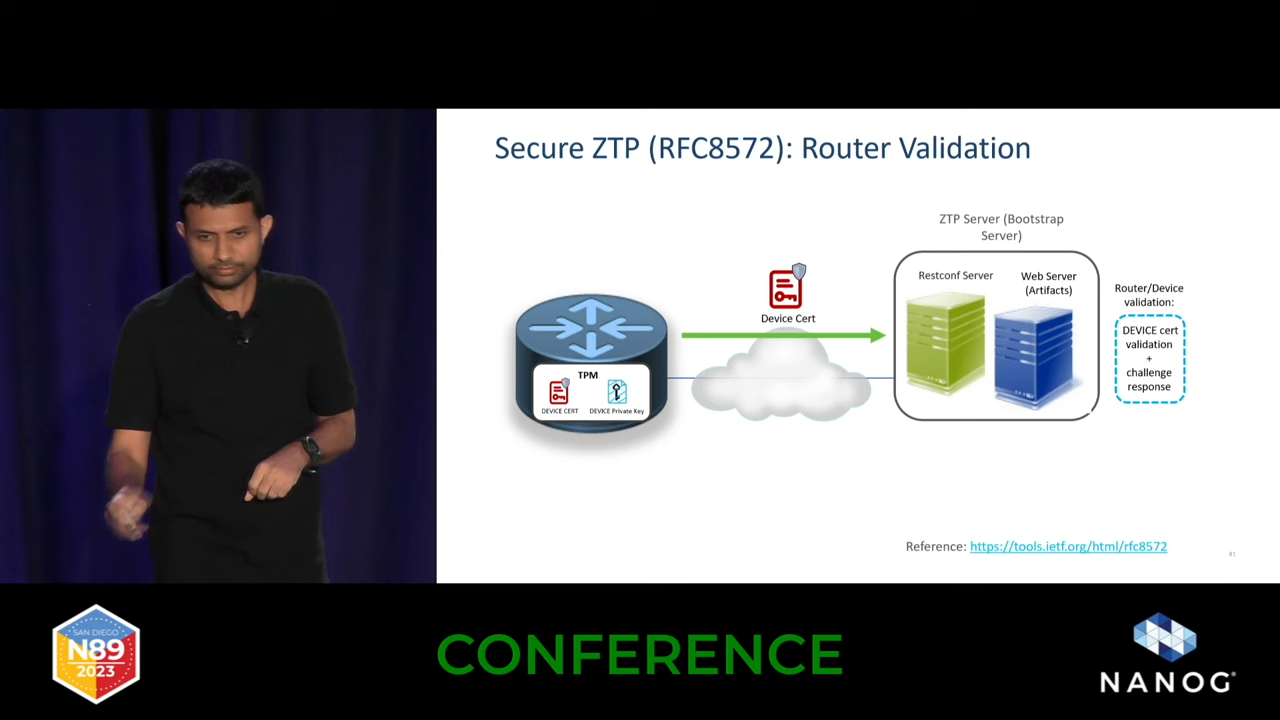 Secure ZTP (RFC8572): Router Validation
ZTP Server (Bootstrap
Server)
Restconf Server
Web Server
(Artifacts)
Router/Device
validation:
Device Cert
DEVICE cert
validation
+
challenge
response
TPM
DEVICE CERT
DEVICE Private Key
Reference: https://tools.ietf.org/html/rfc8572
41
SAN DIEGO
N89
2023
CONFERENCE
NANOG®